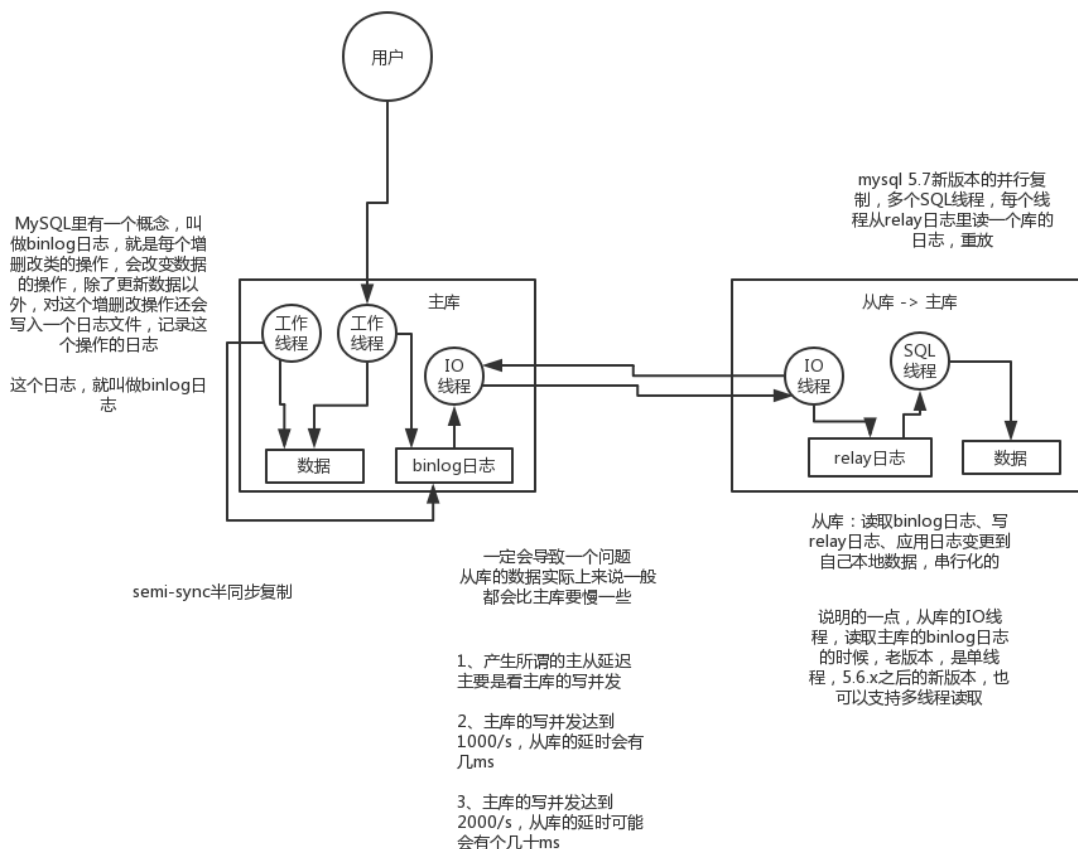 用户
MySQL里有一个概念，叫
做binlog日志，就是每个增
删改类的操作，会改变数据
的操作，除了更新数据以
外，对这个增删改操作还会
写入一个日志文件，记录这
个操作的日志
这个日志，就叫做binlog日
志
主库
工作
线程
工作
线程
IO
线程
数据
binlog日志
semi-sync半同步复制
一定会导致一个问题
从库的数据实际上来说一般
都会比主库要慢一些
1、产生所谓的主从延迟
主要是看主库的写并发
2、主库的写并发达到
1000/s，从库的延时会有
几ms
3、主库的写并发达到
2000/s，从库的延时可能
会有个几十ms
mysql 5.7新版本的并行复
制，多个SQL线程，每个线
程从relay日志里读一个库的
日志，重放
从库 -> 主库
IO
线程
SQL
线程
relay日志
数据
从库：读取binlog日志、写
relay日志、应用日志变更到
自己本地数据，串行化的
说明的一点，从库的IO线
程，读取主库的binlog日志
的时候，老版本，是单线
程，5.6.x之后的新版本，也
可以支持多线程读取